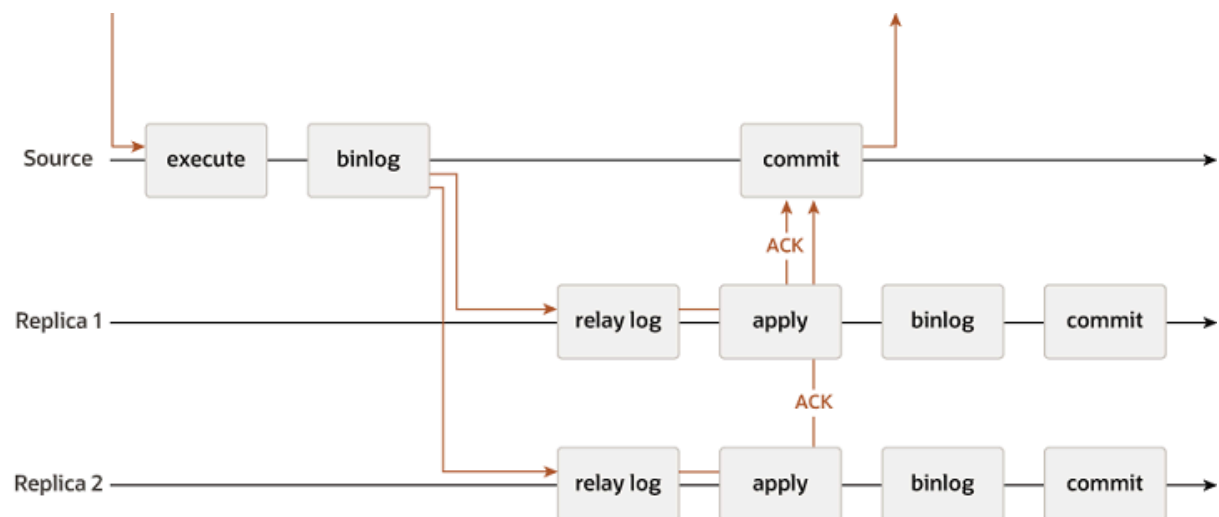 Source execute binlog commit
ACK
Replica 1 relay log apply binlog commit
ACK
Replica 2 relay log apply binlog commit